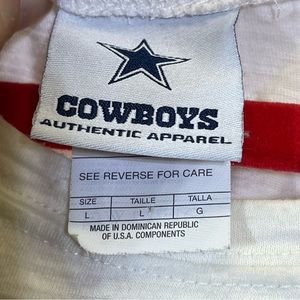 COWBOYS
AUTHENTIC APPAREL
SEE REVERSE FOR CARE
SIZE TAILLE TALLA
L L G
MADE IN DOMINICAN REPUBLIC
OF U.S.A. COMPONENTS